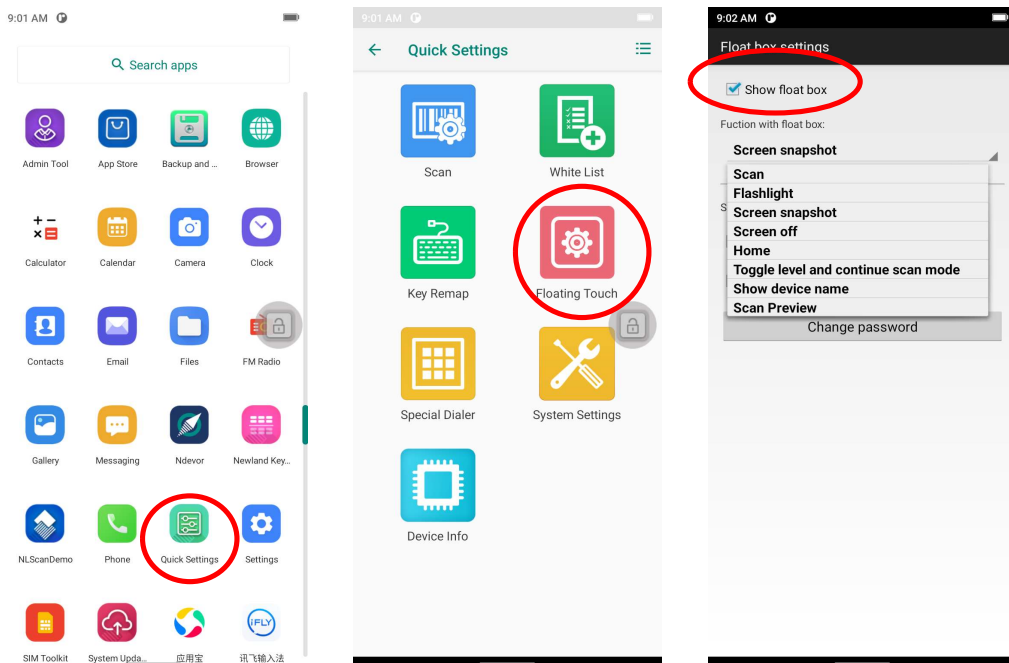 9:01 AM
Search apps
Admin Tool
App Store
Backup and ...
Browser
Calculator
Calendar
Camera
Clock
Contacts
Email
Files
FM Radio
Gallery
Messaging
Ndevor
Newland Key...
NLScanDemo
Phone
Quick Settings
Settings
SIM Toolkit
System Upda...
应用宝
iFLY
讯飞输入法
9:01 AM
Quick Settings
Scan
White List
Key Remap
Floating Touch
Special Dialer
System Settings
Device Info
9:02 AM
Float box settings
Show float box
Fuction with float box:
Screen snapshot
Scan
Flashlight
S
Screen snapshot
Screen off
Home
Toggle level and continue scan mode
Show device name
Scan Preview
Change password